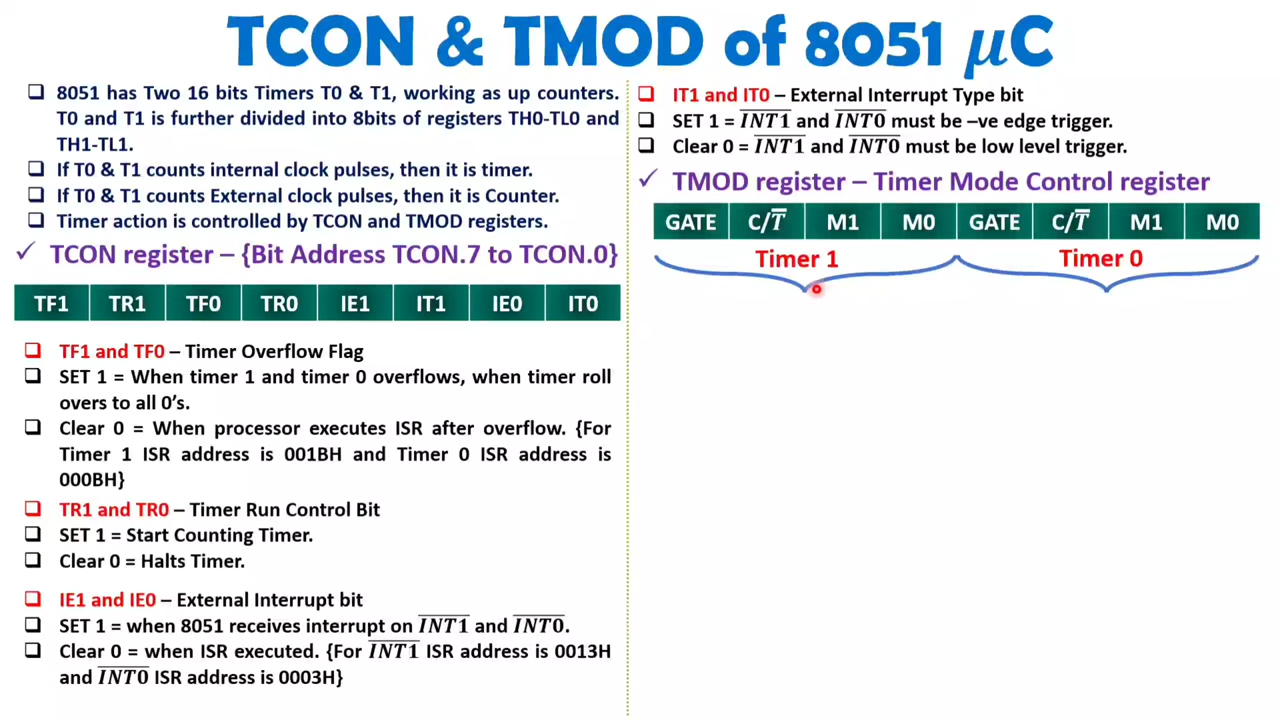 TCON & TMOD of 8051 μC
❑ 8051 has Two 16 bits Timers T0 & T1, working as up counters.
T0 and T1 is further divided into 8bits of registers TH0-TL0 and
TH1-TL1.
❑ If T0 & T1 counts internal clock pulses, then it is timer.
❑ If T0 & T1 counts External clock pulses, then it is Counter.
❑ Timer action is controlled by TCON and TMOD registers.
✓ TCON register – {Bit Address TCON.7 to TCON.0}
TF1 TR1 TF0 TR0 IE1 IT1 IE0 IT0
❑ TF1 and TF0 – Timer Overflow Flag
❑ SET 1 = When timer 1 and timer 0 overflows, when timer roll
overs to all 0’s.
❑ Clear 0 = When processor executes ISR after overflow. {For
Timer 1 ISR address is 001BH and Timer 0 ISR address is
000BH}
❑ TR1 and TR0 – Timer Run Control Bit
❑ SET 1 = Start Counting Timer.
❑ Clear 0 = Halts Timer.
❑ IE1 and IE0 – External Interrupt bit
❑ SET 1 = when 8051 receives interrupt on I̅N̅T̅1̅ and I̅N̅T̅0̅.
❑ Clear 0 = when ISR executed. {For I̅N̅T̅1̅ ISR address is 0013H
and I̅N̅T̅0̅ ISR address is 0003H}
❑ IT1 and IT0 – External Interrupt Type bit
❑ SET 1 = I̅N̅T̅1̅ and I̅N̅T̅0̅ must be –ve edge trigger.
❑ Clear 0 = I̅N̅T̅1̅ and I̅N̅T̅0̅ must be low level trigger.
✓ TMOD register – Timer Mode Control register
GATE C/T̅ M1 M0 GATE C/T̅ M1 M0
Timer 1 Timer 0